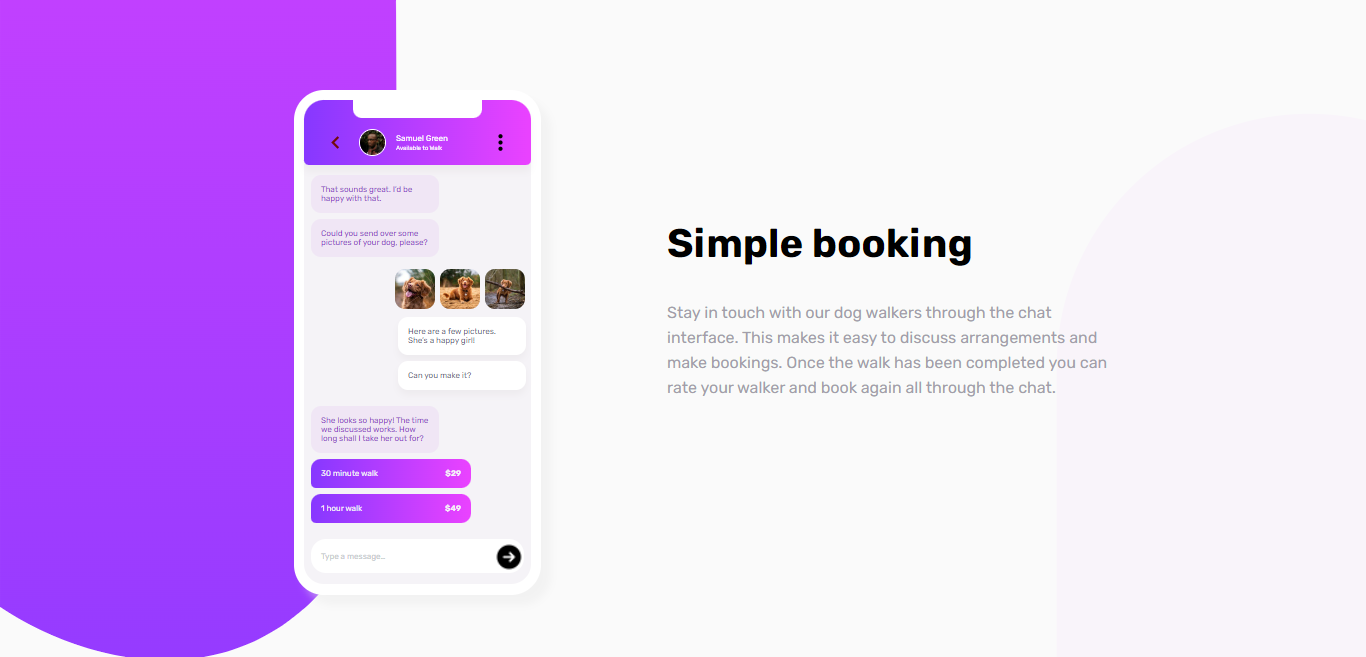 Samuel Green
Available to Walk
That sounds great. I'd be
happy with that.
Could you send over some
pictures of your dog, please?
Here are a few pictures.
She's a happy girl!
Can you make it?
She looks so happy! The time
we discussed works. How
long shall I take her out for?
30 minute walk $29
1 hour walk $49
Type a message...
Simple booking
Stay in touch with our dog walkers through the chat
interface. This makes it easy to discuss arrangements and
make bookings. Once the walk has been completed you can
rate your walker and book again all through the chat.